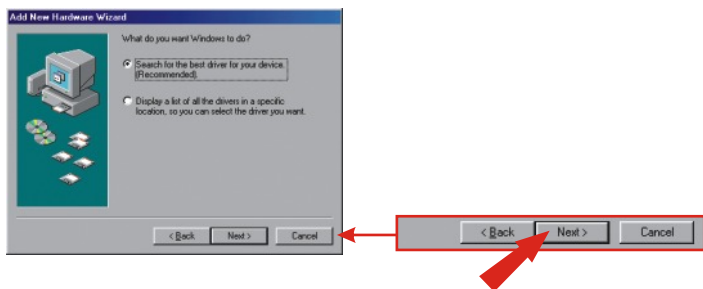 Add New Hardware Wizard
What do you want Windows to do?
Search for the best driver for your device.
(Recommended).
Display a list of all the drivers in a specific
location, so you can select the driver you want.
< Back Next > Cancel
< Back Next > Cancel